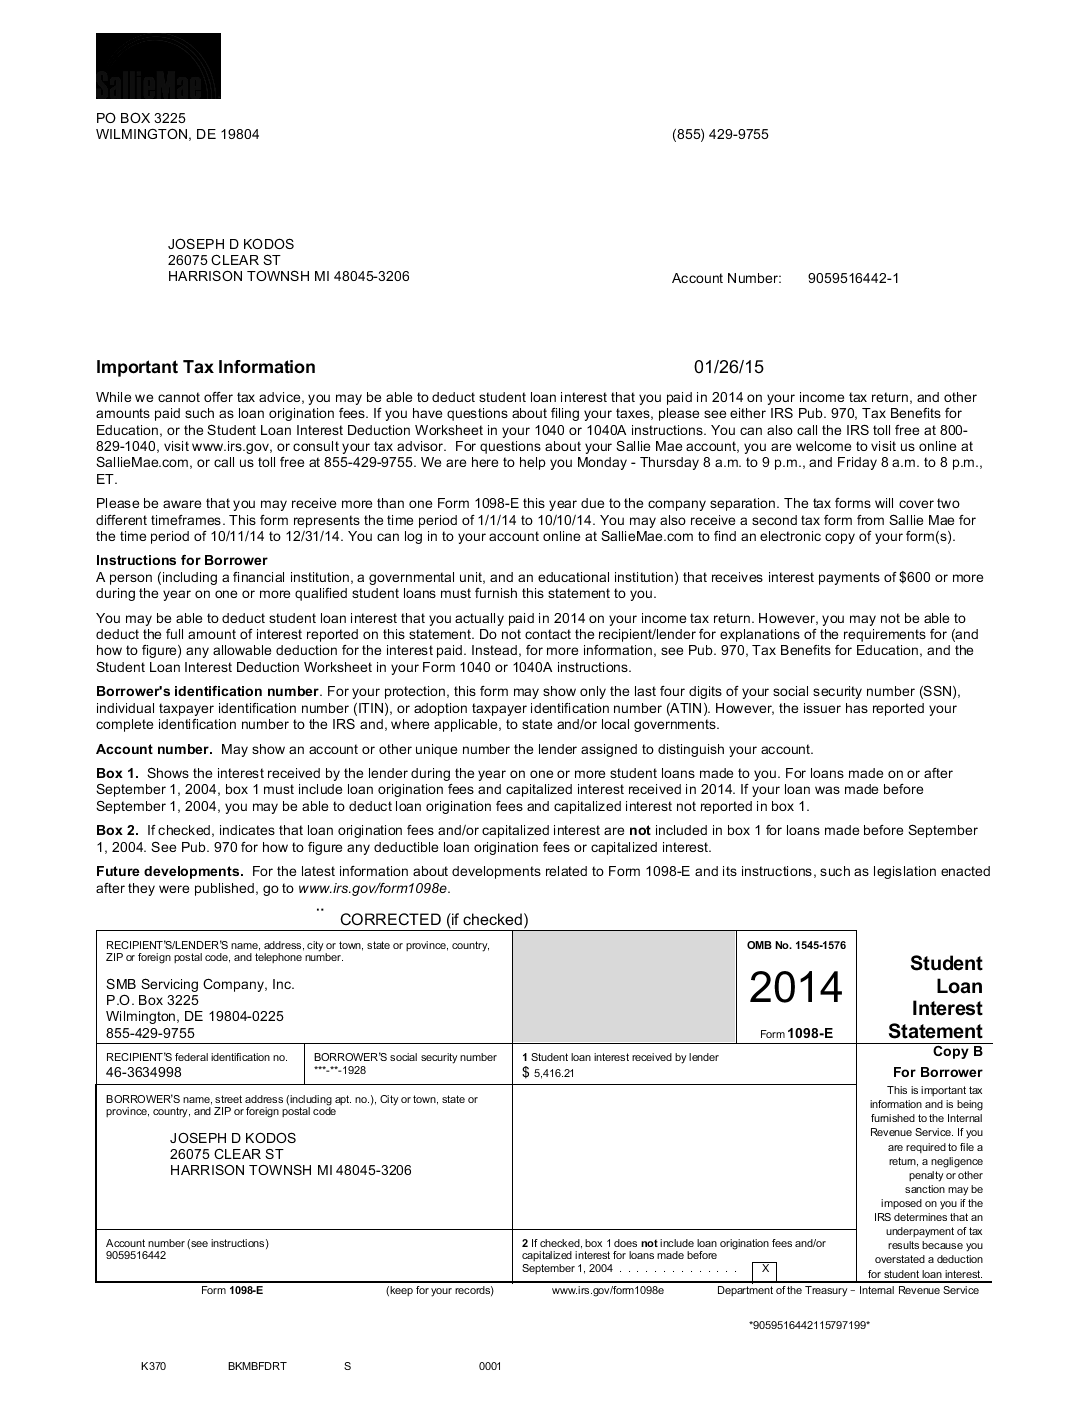 SallieMae
PO BOX 3225
WILMINGTON, DE 19804
(855) 429-9755
JOSEPH D KODOS
26075 CLEAR ST
HARRISON TOWNSH MI 48045-3206
Account Number: 9059516442-1
Important Tax Information 01/26/15
While we cannot offer tax advice, you may be able to deduct student loan interest that you paid in 2014 on your income tax return, and other
amounts paid such as loan origination fees. If you have questions about filing your taxes, please see either IRS Pub. 970, Tax Benefits for
Education, or the Student Loan Interest Deduction Worksheet in your 1040 or 1040A instructions. You can also call the IRS toll free at 800-
829-1040, visit www.irs.gov, or consult your tax advisor. For questions about your Sallie Mae account, you are welcome to visit us online at
SallieMae.com, or call us toll free at 855-429-9755. We are here to help you Monday - Thursday 8 a.m. to 9 p.m., and Friday 8 a.m. to 8 p.m.,
ET.
Please be aware that you may receive more than one Form 1098-E this year due to the company separation. The tax forms will cover two
different timeframes. This form represents the time period of 1/1/14 to 10/10/14. You may also receive a second tax form from Sallie Mae for
the time period of 10/11/14 to 12/31/14. You can log in to your account online at SallieMae.com to find an electronic copy of your form(s).
Instructions for Borrower
A person (including a financial institution, a governmental unit, and an educational institution) that receives interest payments of $600 or more
during the year on one or more qualified student loans must furnish this statement to you.
You may be able to deduct student loan interest that you actually paid in 2014 on your income tax return. However, you may not be able to
deduct the full amount of interest reported on this statement. Do not contact the recipient/lender for explanations of the requirements for (and
how to figure) any allowable deduction for the interest paid. Instead, for more information, see Pub. 970, Tax Benefits for Education, and the
Student Loan Interest Deduction Worksheet in your Form 1040 or 1040A instructions.
Borrower's identification number. For your protection, this form may show only the last four digits of your social security number (SSN),
individual taxpayer identification number (ITIN), or adoption taxpayer identification number (ATIN). However, the issuer has reported your
complete identification number to the IRS and, where applicable, to state and/or local governments.
Account number. May show an account or other unique number the lender assigned to distinguish your account.
Box 1. Shows the interest received by the lender during the year on one or more student loans made to you. For loans made on or after
September 1, 2004, box 1 must include loan origination fees and capitalized interest received in 2014. If your loan was made before
September 1, 2004, you may be able to deduct loan origination fees and capitalized interest not reported in box 1.
Box 2. If checked, indicates that loan origination fees and/or capitalized interest are not included in box 1 for loans made before September
1, 2004. See Pub. 970 for how to figure any deductible loan origination fees or capitalized interest.
Future developments. For the latest information about developments related to Form 1098-E and its instructions, such as legislation enacted
after they were published, go to www.irs.gov/form1098e.
¨ CORRECTED (if checked)
RECIPIENT'S/LENDER'S name, address, city or town, state or province, country,
ZIP or foreign postal code, and telephone number.
SMB Servicing Company, Inc.
P.O. Box 3225
Wilmington, DE 19804-0225
855-429-9755
OMB No. 1545-1576
2014
Form 1098-E
Student
Loan
Interest
Statement
RECIPIENT'S federal identification no.
46-3634998
BORROWER'S social security number
***-**-1928
1 Student loan interest received by lender
$ 5,416.21
Copy B
For Borrower
This is important tax
information and is being
furnished to the Internal
Revenue Service. If you
are required to file a
return, a negligence
penalty or other
sanction may be
imposed on you if the
IRS determines that an
underpayment of tax
results because you
overstated a deduction
for student loan interest.
BORROWER'S name, street address (including apt. no.), City or town, state or
province, country, and ZIP or foreign postal code
JOSEPH D KODOS
26075 CLEAR ST
HARRISON TOWNSH MI 48045-3206
Account number (see instructions)
9059516442
2 If checked, box 1 does not include loan origination fees and/or
capitalized interest for loans made before
September 1, 2004 . . . . . . . . . . . . . . X
Form 1098-E (keep for your records) www.irs.gov/form1098e Department of the Treasury - Internal Revenue Service
*9059516442115797199*
K370 BKMBFDRT S 0001